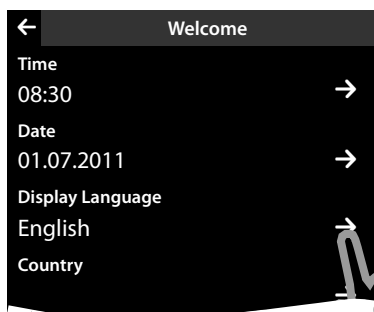 Welcome
Time
08:30
Date
01.07.2011
Display Language
English
Country